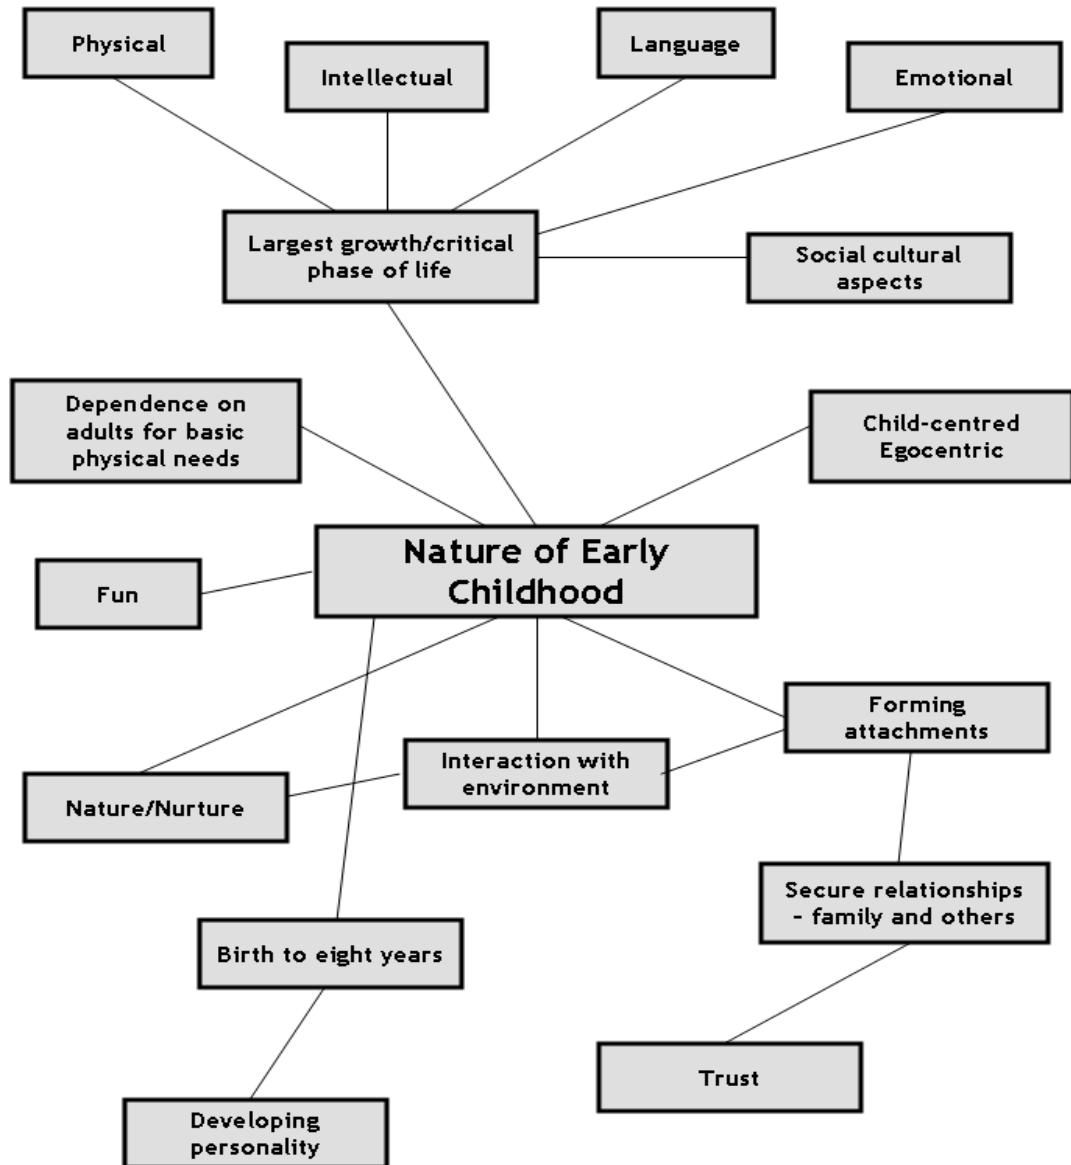 Physical
Intellectual
Language
Emotional
Largest growth/critical
phase of life
Social cultural
aspects
Dependence on
adults for basic
physical needs
Child-centred
Egocentric
Nature of Early
Childhood
Fun
Forming
attachments
Interaction with
environment
Nature/Nurture
Secure relationships
- family and others
Birth to eight years
Trust
Developing
personality